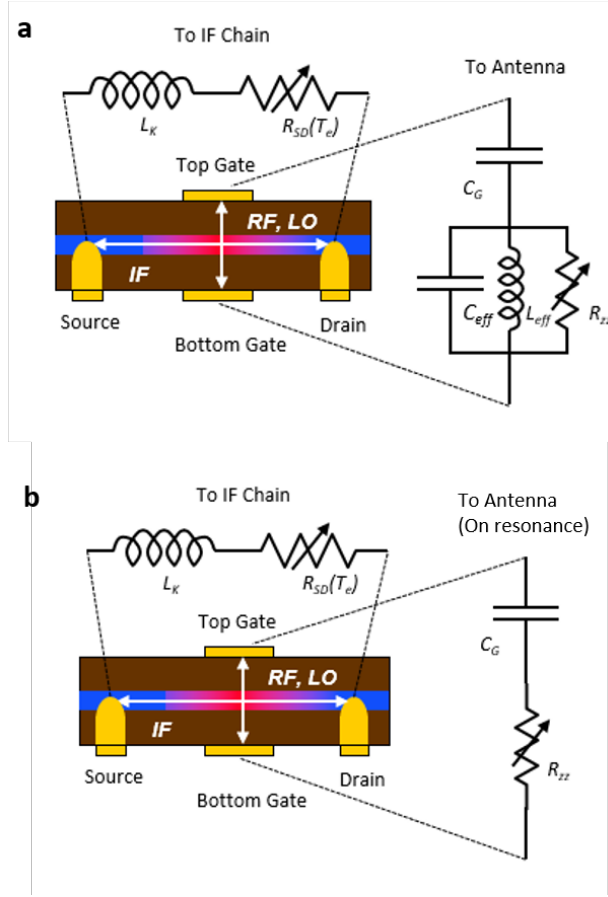 a
To IF Chain
To Antenna
L_K
R_SD(T_e)
Top Gate
C_G
RF, LO
IF
Source
Drain
Bottom Gate
C_eff
L_eff
R_zz
b
To IF Chain
To Antenna
(On resonance)
L_K
R_SD(T_e)
Top Gate
C_G
RF, LO
IF
Source
Drain
Bottom Gate
R_zz